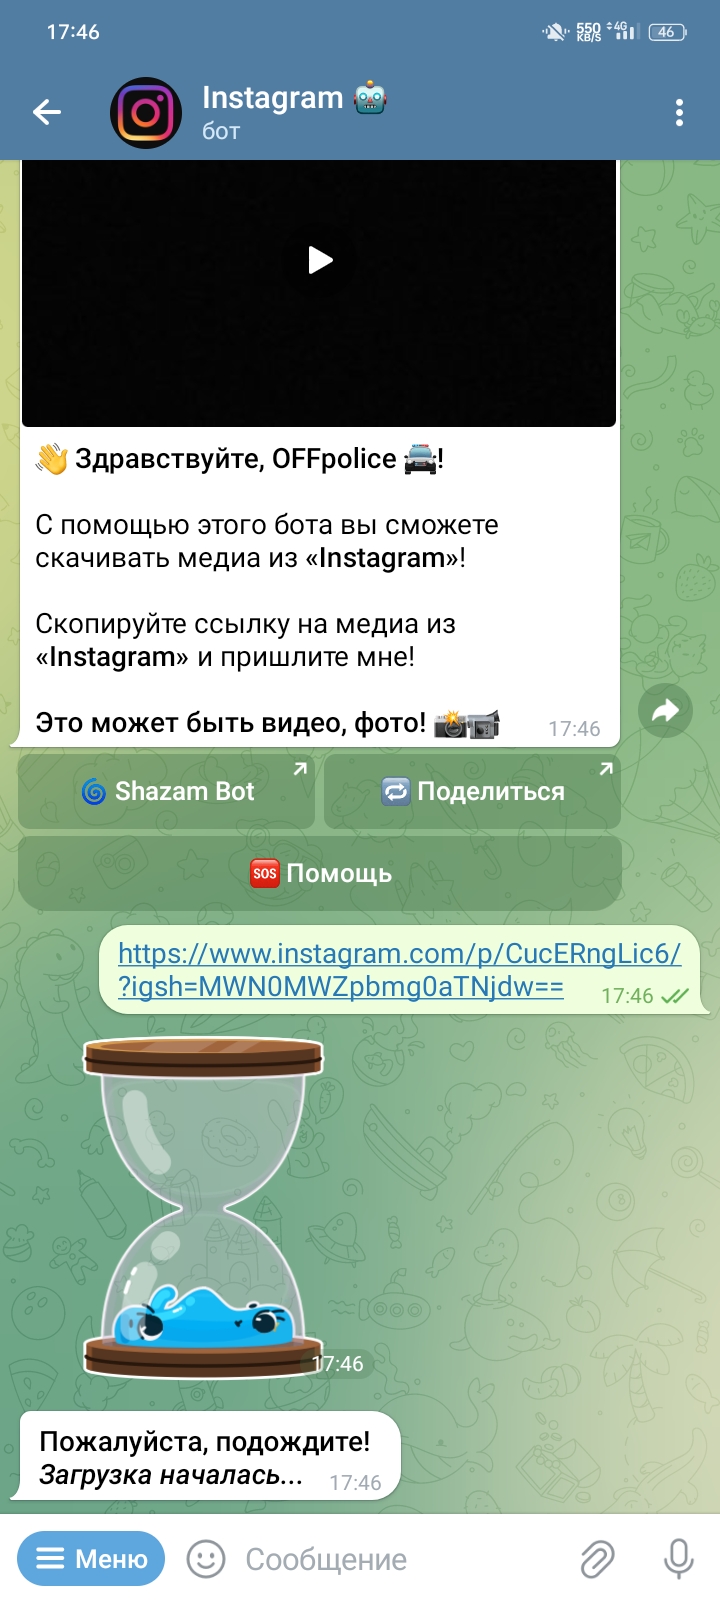 17:46
550 KB/S 4G 46
Instagram 🤖
бот
👋 Здравствуйте, OFFpolice 🚔!
С помощью этого бота вы сможете
скачивать медиа из «Instagram»!
Скопируйте ссылку на медиа из
«Instagram» и пришлите мне!
Это может быть видео, фото! 📸📹
17:46
🌀 Shazam Bot
🔁 Поделиться
🆘 Помощь
https://www.instagram.com/p/CucERngLic6/
?igsh=MWN0MWZpbmg0aTNjdw==
17:46
17:46
Пожалуйста, подождите!
Загрузка началась...
17:46
Меню
Сообщение